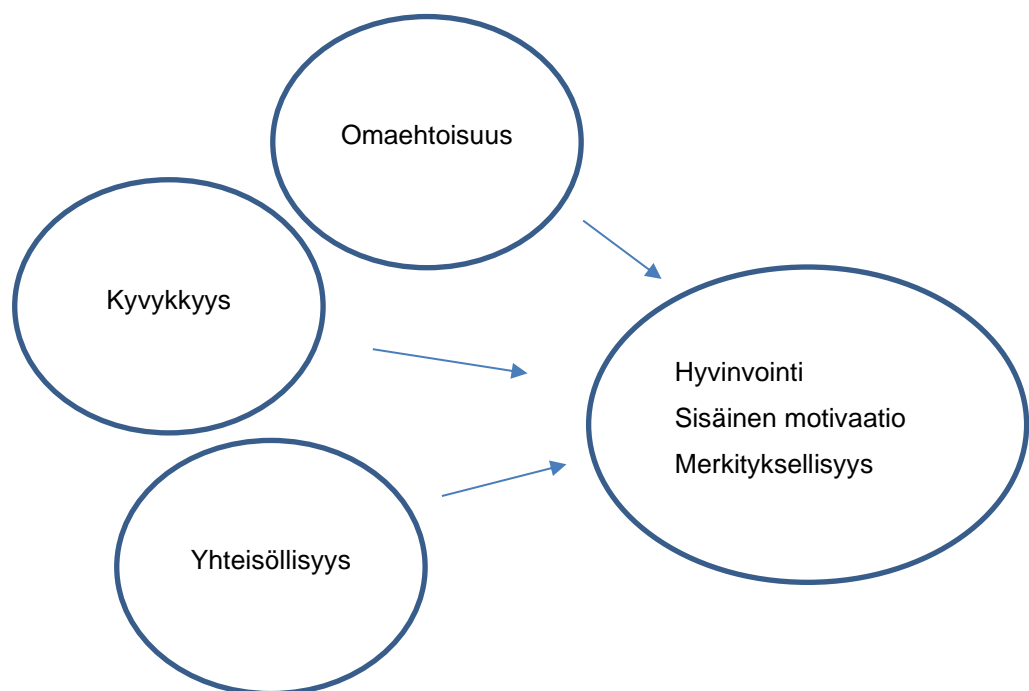 Omaehtoisuus
Kyvykkyys
Yhteisöllisyys
Hyvinvointi
Sisäinen motivaatio
Merkityksellisyys